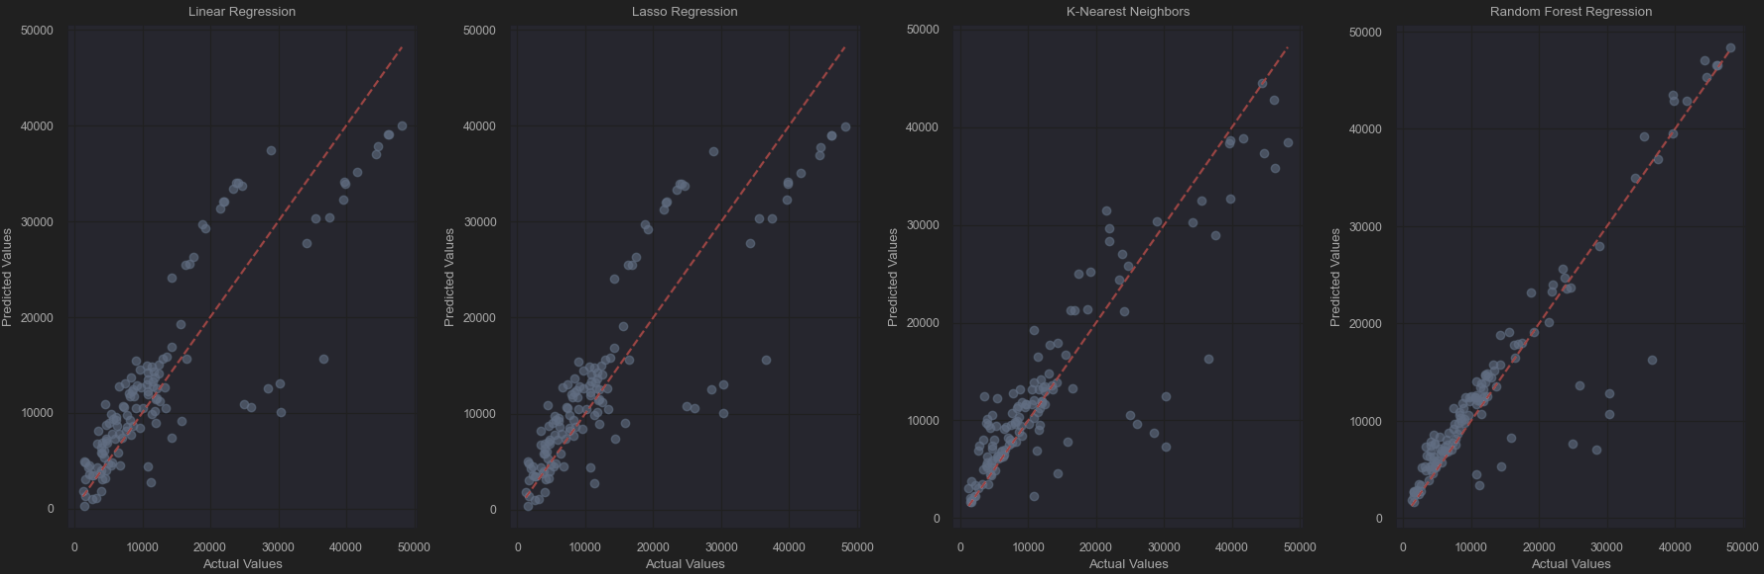 Linear Regression
Predicted Values
50000
40000
30000
20000
10000
0
0 10000 20000 30000 40000 50000
Actual Values
Lasso Regression
Predicted Values
50000
40000
30000
20000
10000
0
0 10000 20000 30000 40000 50000
Actual Values
K-Nearest Neighbors
Predicted Values
50000
40000
30000
20000
10000
0
0 10000 20000 30000 40000 50000
Actual Values
Random Forest Regression
Predicted Values
50000
40000
30000
20000
10000
0
0 10000 20000 30000 40000 50000
Actual Values